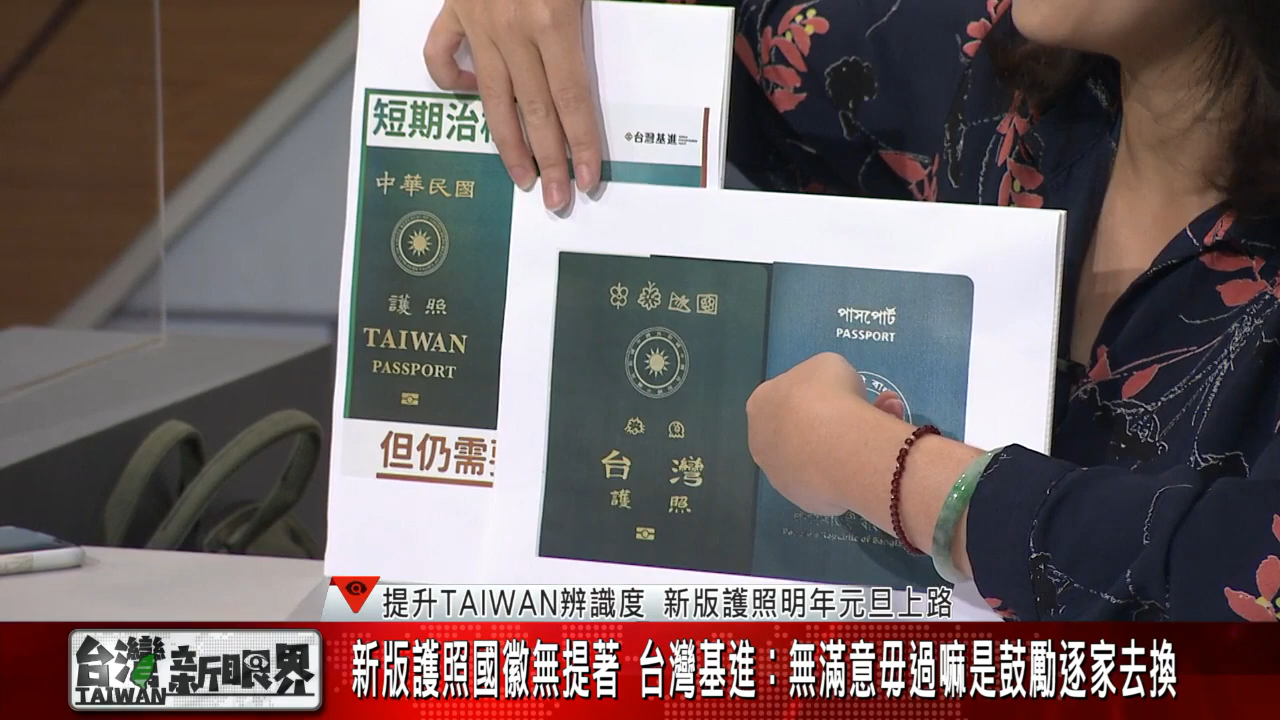 短期治
台灣基進
中華民國
護照
TAIWAN
PASSPORT
但仍需
國
台灣
護照
পাসপোর্ট
PASSPORT
提升TAIWAN辨識度 新版護照明年元旦上路
台灣新眼界
TAIWAN
新版護照國徽無提著 台灣基進：無滿意毋過嘛是鼓勵逐家去換